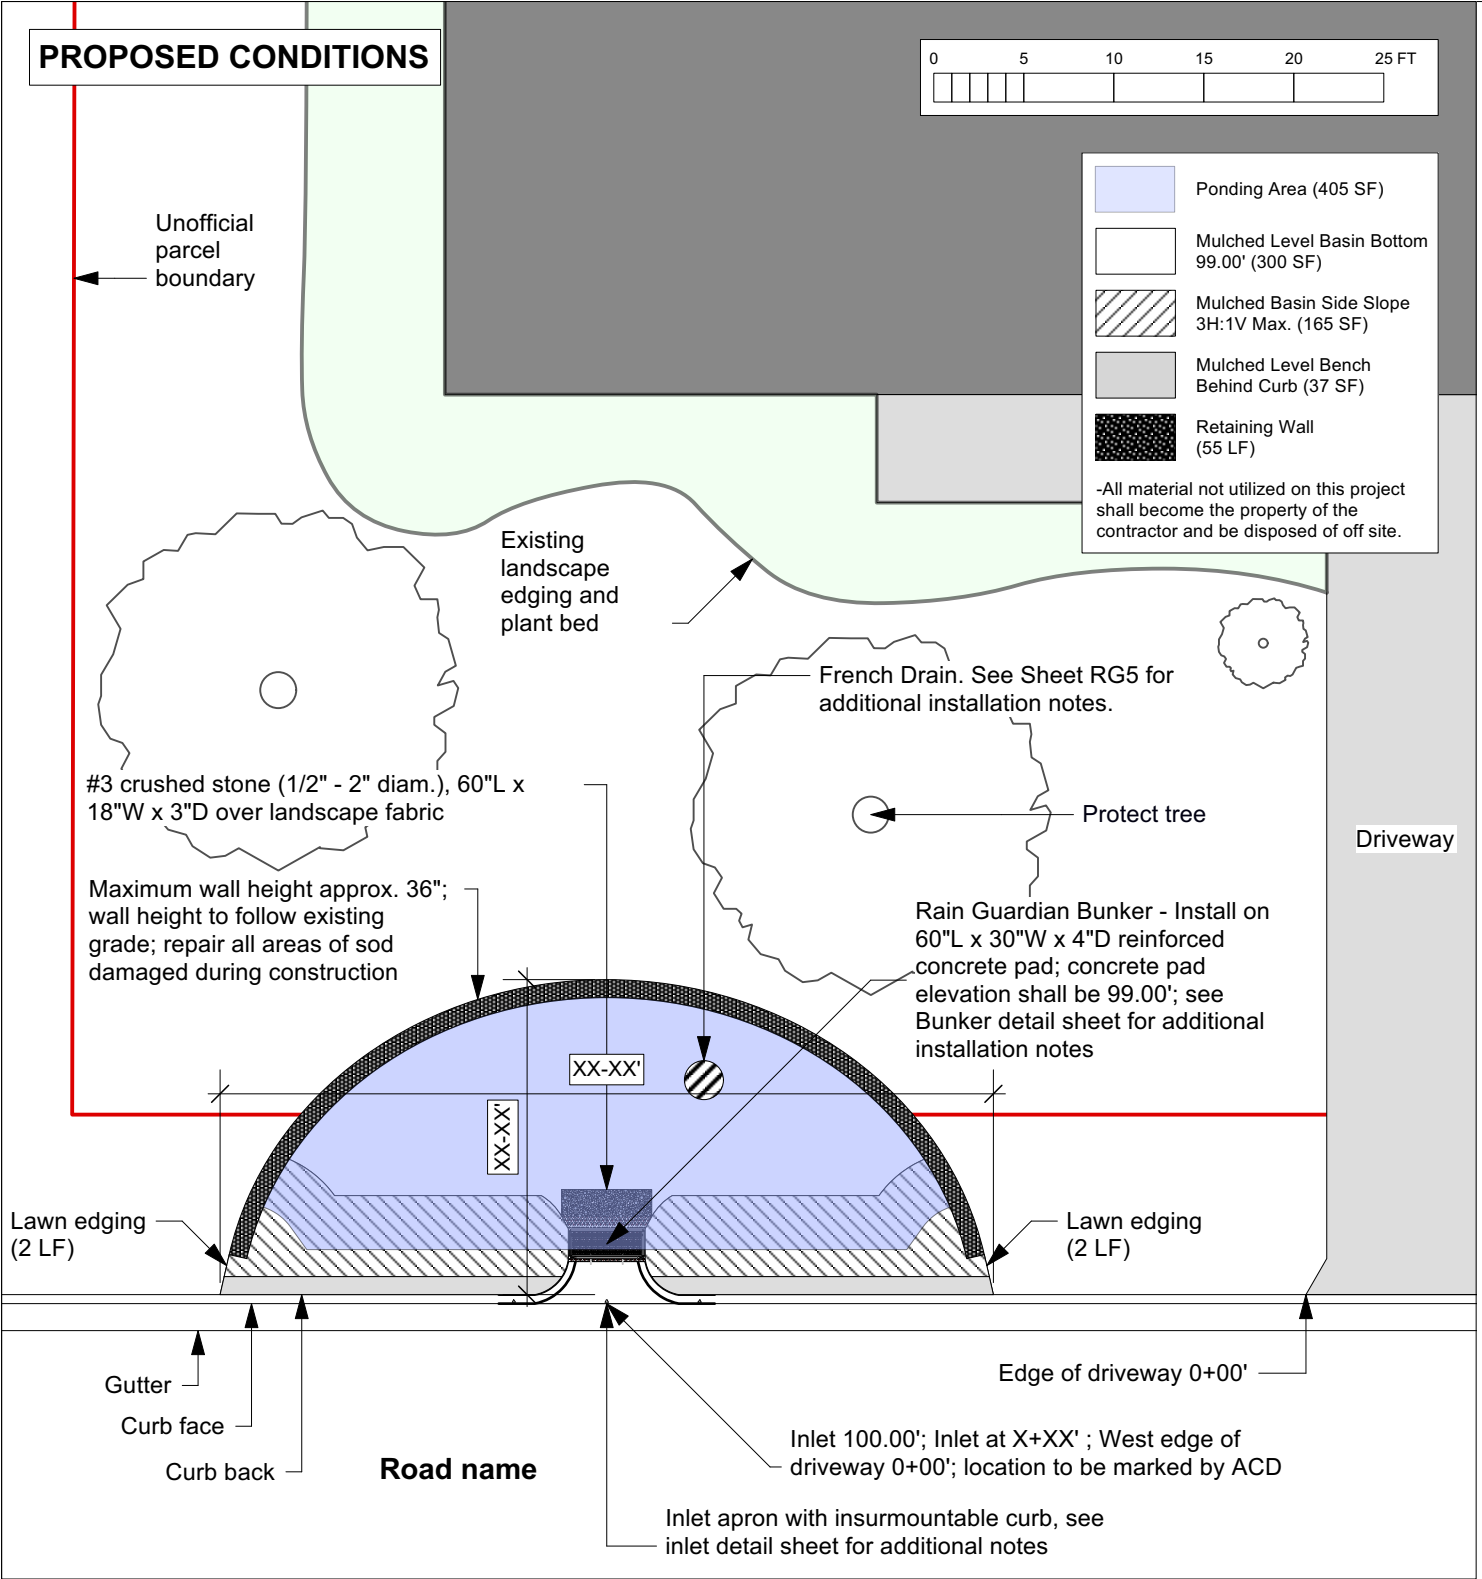 PROPOSED CONDITIONS
0 5 10 15 20 25 FT
Ponding Area (405 SF)
Mulched Level Basin Bottom
99.00' (300 SF)
Mulched Basin Side Slope
3H:1V Max. (165 SF)
Mulched Level Bench
Behind Curb (37 SF)
Retaining Wall
(55 LF)
-All material not utilized on this project
shall become the property of the
contractor and be disposed of off site.
Unofficial
parcel
boundary
Existing
landscape
edging and
plant bed
French Drain. See Sheet RG5 for
additional installation notes.
#3 crushed stone (1/2" - 2" diam.), 60"L x
18"W x 3"D over landscape fabric
Protect tree
Driveway
Maximum wall height approx. 36";
wall height to follow existing
grade; repair all areas of sod
damaged during construction
Rain Guardian Bunker - Install on
60"L x 30"W x 4"D reinforced
concrete pad; concrete pad
elevation shall be 99.00'; see
Bunker detail sheet for additional
installation notes
XX-XX'
XX-XX'
Lawn edging
(2 LF)
Lawn edging
(2 LF)
Gutter
Curb face
Curb back
Road name
Edge of driveway 0+00'
Inlet 100.00'; Inlet at X+XX' ; West edge of
driveway 0+00'; location to be marked by ACD
Inlet apron with insurmountable curb, see
inlet detail sheet for additional notes